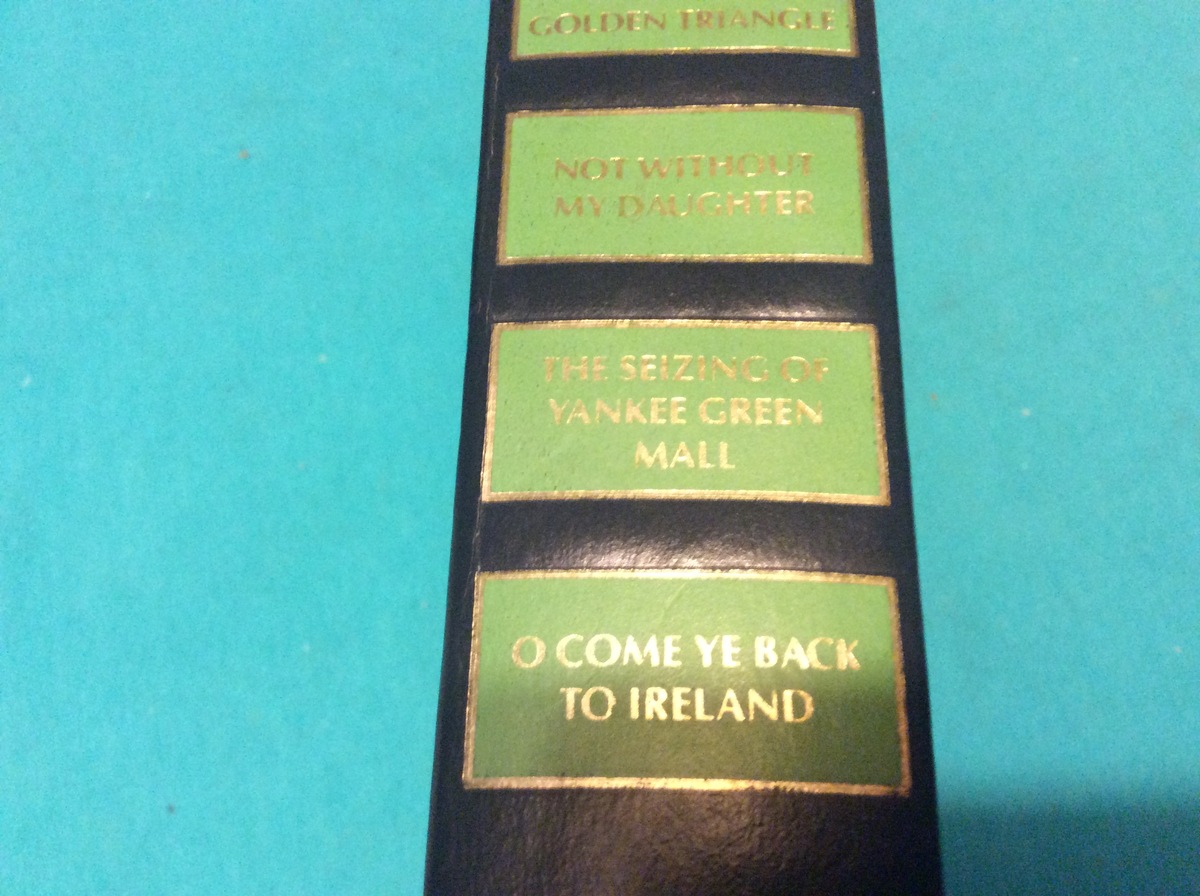 GOLDEN TRIANGLE
NOT WITHOUT
MY DAUGHTER
THE SEIZING OF
YANKEE GREEN
MALL
O COME YE BACK
TO IRELAND